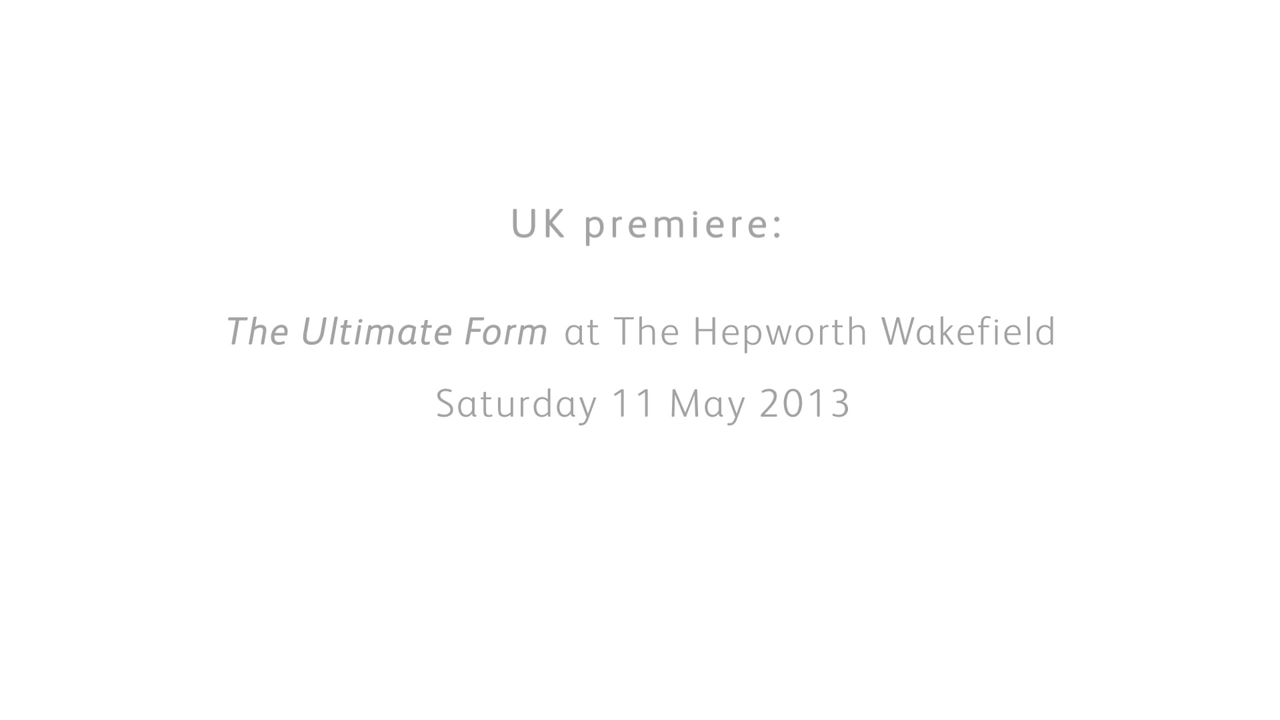 UK premiere:
The Ultimate Form at The Hepworth Wakefield
Saturday 11 May 2013